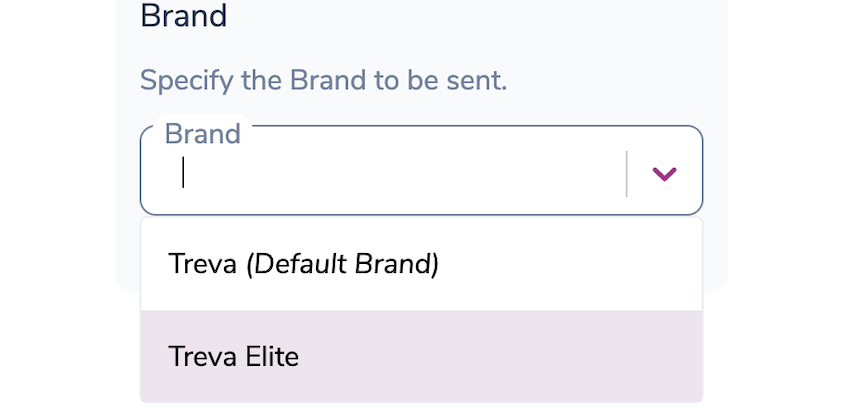 Brand
Specify the Brand to be sent.
Brand
Treva (Default Brand)
Treva Elite